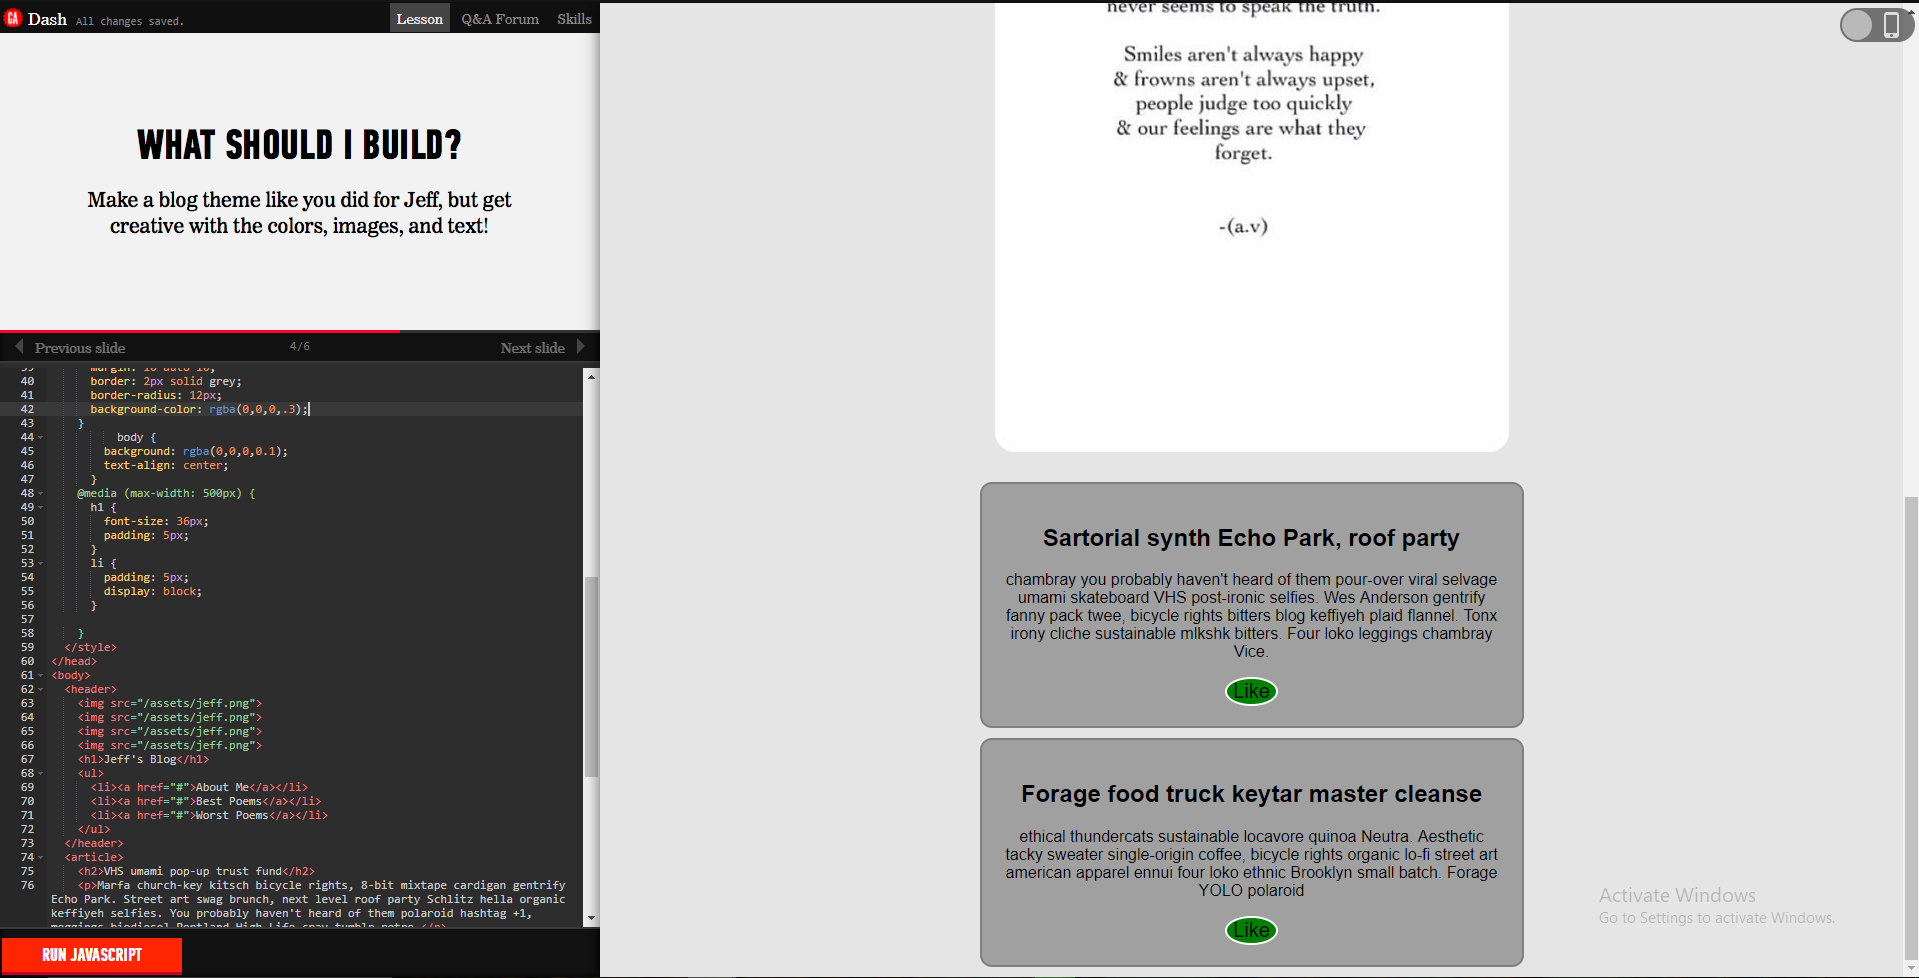 Dash All changes saved. Lesson Q&A Forum Skills
WHAT SHOULD I BUILD?
Make a blog theme like you did for Jeff, but get
creative with the colors, images, and text!
Previous slide 4/6 Next slide
39 margin: 10 auto 10;
40 border: 2px solid grey;
41 border-radius: 12px;
42 background-color: rgba(0,0,0,.3);
43 }
44 body {
45 background: rgba(0,0,0,0.1);
46 text-align: center;
47 }
48 @media (max-width: 500px) {
49 h1 {
50 font-size: 36px;
51 padding: 5px;
52 }
53 li {
54 padding: 5px;
55 display: block;
56 }
57
58 }
59 </style>
60 </head>
61 <body>
62 <header>
63 <img src="/assets/jeff.png">
64 <img src="/assets/jeff.png">
65 <img src="/assets/jeff.png">
66 <img src="/assets/jeff.png">
67 <h1>Jeff's Blog</h1>
68 <ul>
69 <li><a href="#">About Me</a></li>
70 <li><a href="#">Best Poems</a></li>
71 <li><a href="#">Worst Poems</a></li>
72 </ul>
73 </header>
74 <article>
75 <h2>VHS umami pop-up trust fund</h2>
76 <p>Marfa church-key kitsch bicycle rights, 8-bit mixtape cardigan gentrify
Echo Park. Street art swag brunch, next level roof party Schlitz hella organic
keffiyeh selfies. You probably haven't heard of them polaroid hashtag +1,
RUN JAVASCRIPT
never seems to speak the truth.
Smiles aren't always happy
& frowns aren't always upset,
people judge too quickly
& our feelings are what they
forget.
-(a.v)
Sartorial synth Echo Park, roof party
chambray you probably haven't heard of them pour-over viral selvage
umami skateboard VHS post-ironic selfies. Wes Anderson gentrify
fanny pack twee, bicycle rights bitters blog keffiyeh plaid flannel. Tonx
irony cliche sustainable mlkshk bitters. Four loko leggings chambray
Vice.
Like
Forage food truck keytar master cleanse
ethical thundercats sustainable locavore quinoa Neutra. Aesthetic
tacky sweater single-origin coffee, bicycle rights organic lo-fi street art
american apparel ennui four loko ethnic Brooklyn small batch. Forage
YOLO polaroid
Like
Activate Windows
Go to Settings to activate Windows.